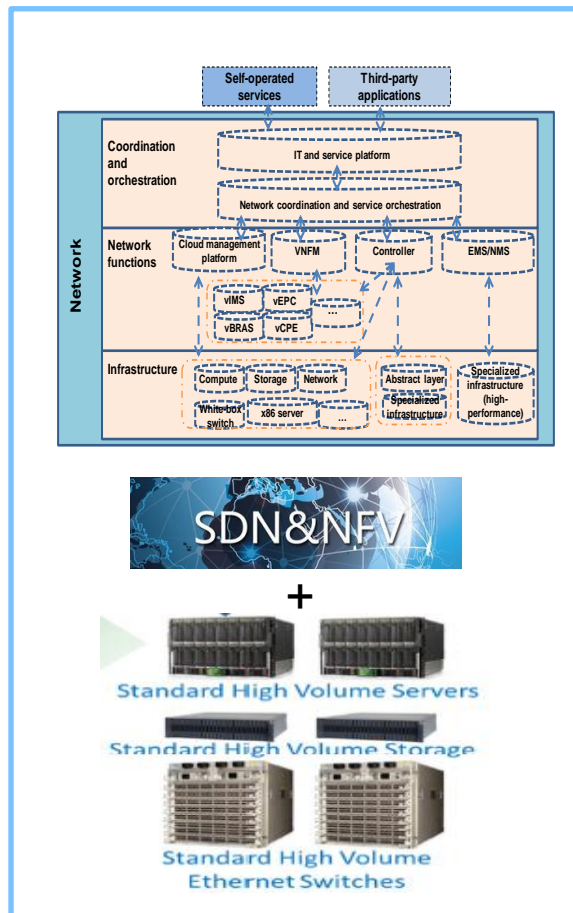 Self-operated
services
Third-party
applications
Network
Coordination
and
orchestration
IT and service platform
Network coordination and service orchestration
Network
functions
Cloud management
platform
VNFM
Controller
EMS/NMS
vIMS
vEPC
...
vBRAS
vCPE
Infrastructure
Compute
Storage
Network
White-box
switch
x86 server
...
Abstract layer
Specialized
infrastructure
Specialized
infrastructure
(high-
performance)
SDN&NFV
+
Standard High Volume Servers
Standard High Volume Storage
Standard High Volume
Ethernet Switches